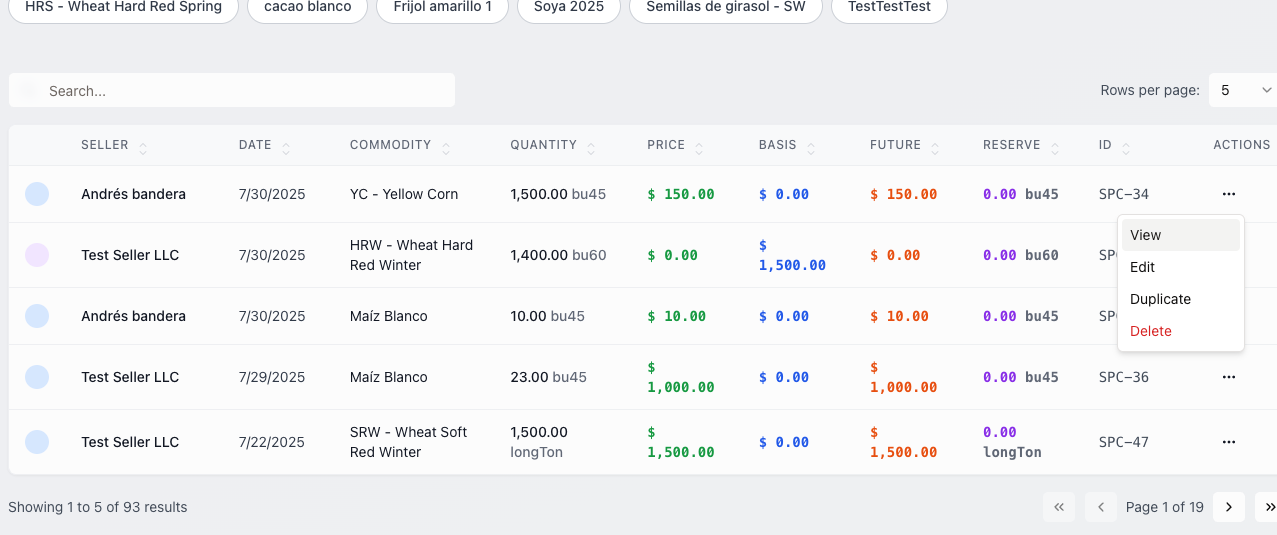 HRS - Wheat Hard Red Spring cacao blanco Frijol amarillo 1 Soya 2025 Semillas de girasol - SW TestTestTest
Search... Rows per page: 5
SELLER DATE COMMODITY QUANTITY PRICE BASIS FUTURE RESERVE ID ACTIONS
Andrés bandera 7/30/2025 YC - Yellow Corn 1,500.00 bu45 $ 150.00 $ 0.00 $ 150.00 0.00 bu45 SPC-34 ...
View
Test Seller LLC 7/30/2025 HRW - Wheat Hard Red Winter 1,400.00 bu60 $ 0.00 $ 1,500.00 $ 0.00 0.00 bu60 SPC
Edit
Duplicate
Andrés bandera 7/30/2025 Maíz Blanco 10.00 bu45 $ 10.00 $ 0.00 $ 10.00 0.00 bu45 SPC
Delete
Test Seller LLC 7/29/2025 Maíz Blanco 23.00 bu45 $ 1,000.00 $ 0.00 $ 1,000.00 0.00 bu45 SPC-36 ...
Test Seller LLC 7/22/2025 SRW - Wheat Soft Red Winter 1,500.00 longTon $ 1,500.00 $ 0.00 $ 1,500.00 0.00 longTon SPC-47 ...
Showing 1 to 5 of 93 results « ‹ Page 1 of 19 › »